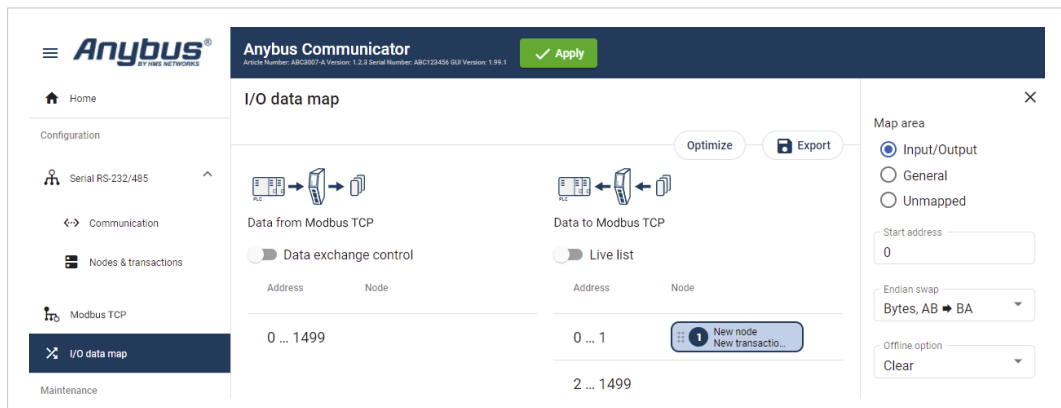 Anybus®
BY HMS NETWORKS
Anybus Communicator
Article Number: ABC3007-A Version: 1.2.3 Serial Number: ABC123456 GUI Version: 1.99.1
Apply
Home
Configuration
Serial RS-232/485
Communication
Nodes & transactions
Modbus TCP
I/O data map
Maintenance
I/O data map
Optimize
Export
PLC
Data from Modbus TCP
Data exchange control
Address Node
0 ... 1499
PLC
Data to Modbus TCP
Live list
Address Node
0 ... 1
1
New node
New transactio...
2 ... 1499
Map area
Input/Output
General
Unmapped
Start address
0
Endian swap
Bytes, AB ➡ BA
Offline option
Clear